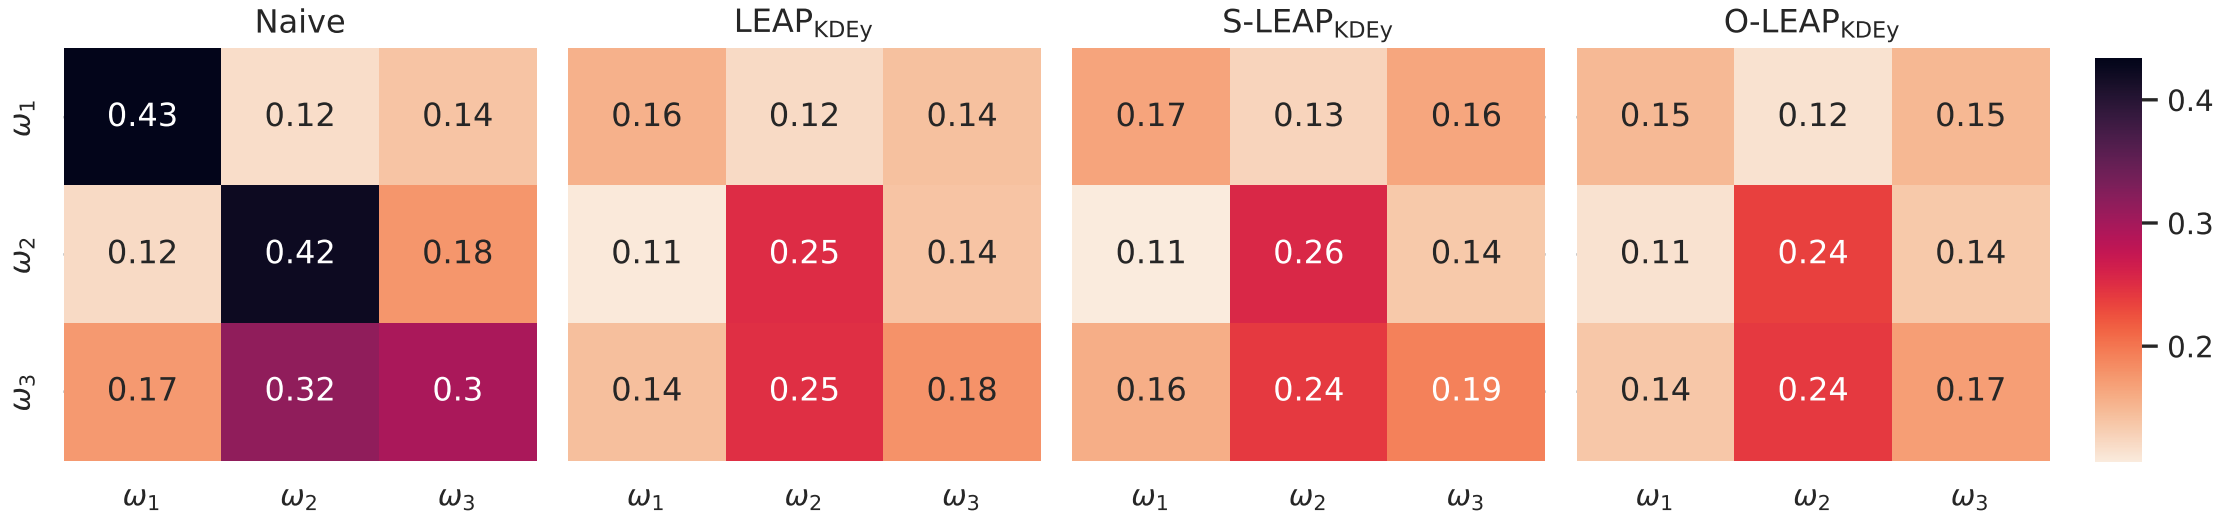 Naive LEAP_KDEy S-LEAP_KDEy O-LEAP_KDEy
ω₁ 0.43 0.12 0.14 0.16 0.12 0.14 0.17 0.13 0.16 0.15 0.12 0.15 0.4
ω₂ 0.12 0.42 0.18 0.11 0.25 0.14 0.11 0.26 0.14 0.11 0.24 0.14 0.3
ω₃ 0.17 0.32 0.3 0.14 0.25 0.18 0.16 0.24 0.19 0.14 0.24 0.17 0.2
ω₁ ω₂ ω₃ ω₁ ω₂ ω₃ ω₁ ω₂ ω₃ ω₁ ω₂ ω₃